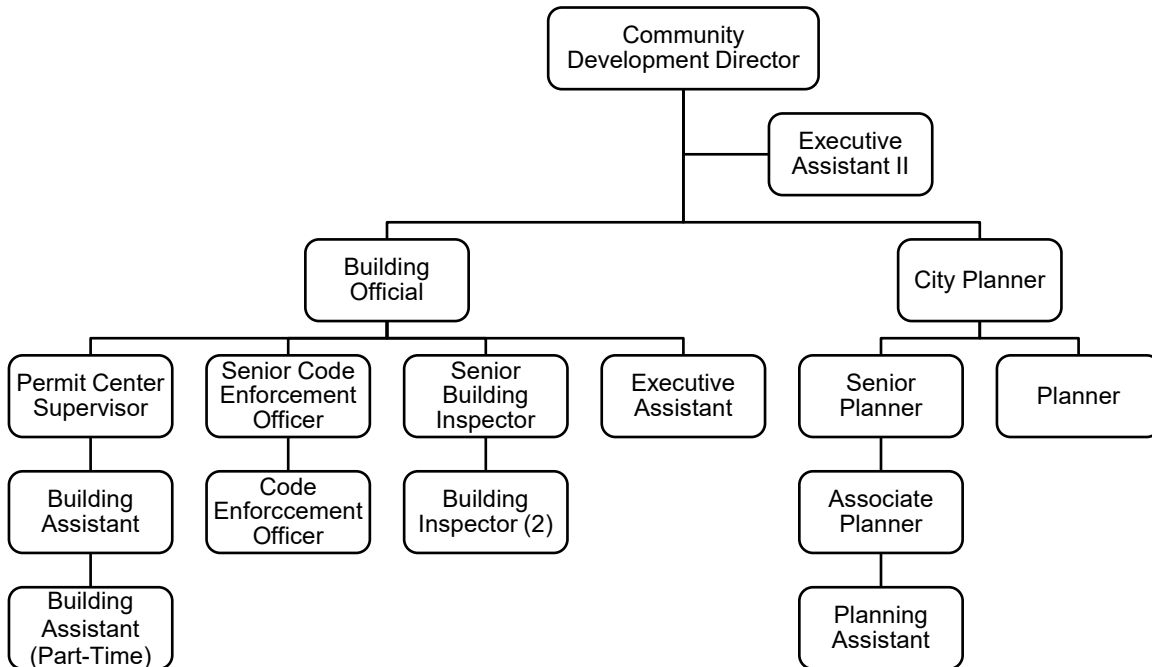 Community
Development Director
Executive
Assistant II
Building
Official
City Planner
Permit Center
Supervisor
Senior Code
Enforcement
Officer
Senior
Building
Inspector
Executive
Assistant
Senior
Planner
Planner
Building
Assistant
Code
Enforccement
Officer
Building
Inspector (2)
Associate
Planner
Building
Assistant
(Part-Time)
Planning
Assistant